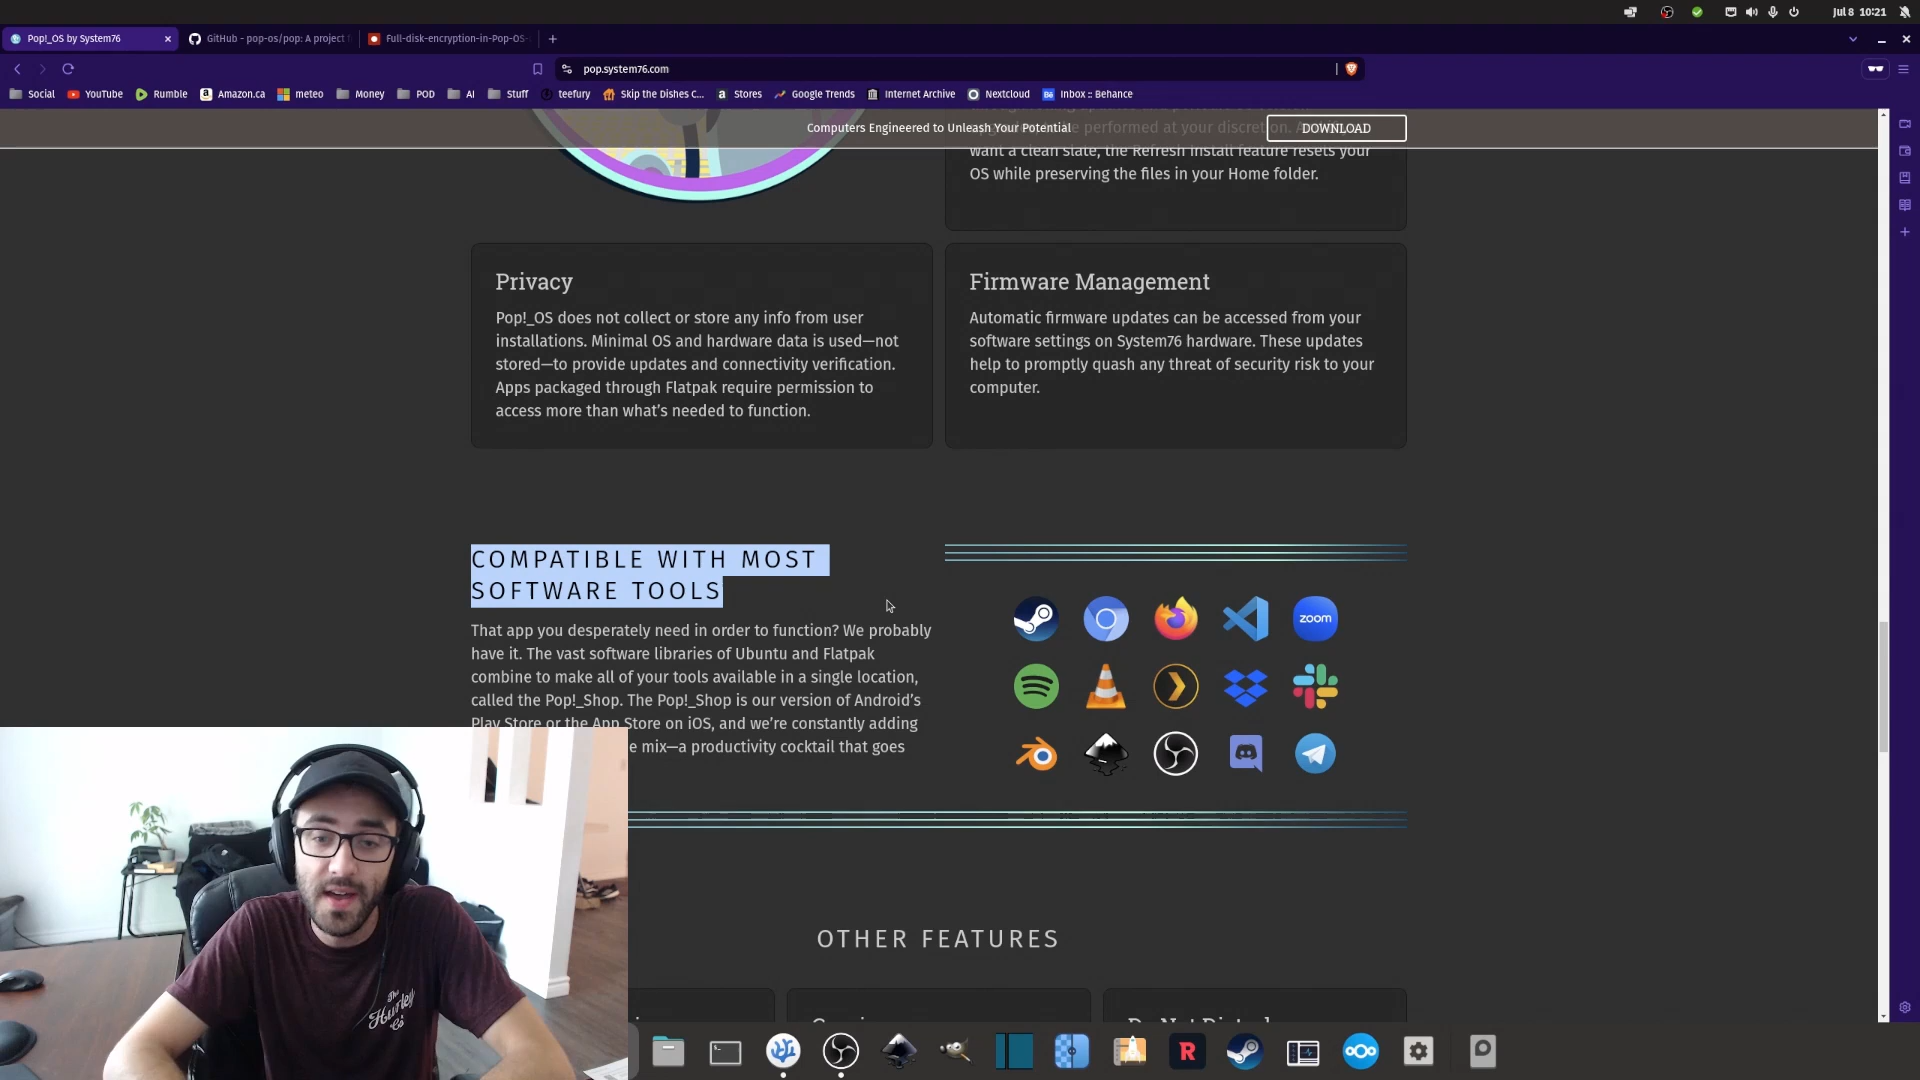 Jul 8 10:21
Pop!_OS by System76
GitHub - pop-os/pop: A project
Full-disk-encryption-in-Pop-OS-
pop.system76.com
Social YouTube Rumble Amazon.ca meteo Money POD AI Stuff teefury Skip the Dishes C... Stores Google Trends Internet Archive Nextcloud Inbox :: Behance
Computers Engineered to Unleash Your Potential
DOWNLOAD
be performed at your discretion.
want a clean slate, the Refresh Install feature resets your
OS while preserving the files in your Home folder.
Privacy
Pop!_OS does not collect or store any info from user
installations. Minimal OS and hardware data is used—not
stored—to provide updates and connectivity verification.
Apps packaged through Flatpak require permission to
access more than what's needed to function.
Firmware Management
Automatic firmware updates can be accessed from your
software settings on System76 hardware. These updates
help to promptly quash any threat of security risk to your
computer.
COMPATIBLE WITH MOST
SOFTWARE TOOLS
That app you desperately need in order to function? We probably
have it. The vast software libraries of Ubuntu and Flatpak
combine to make all of your tools available in a single location,
called the Pop!_Shop. The Pop!_Shop is our version of Android's
Play Store or the App Store on iOS, and we're constantly adding
e mix—a productivity cocktail that goes
zoom
OTHER FEATURES
The
Hurley
Co
R